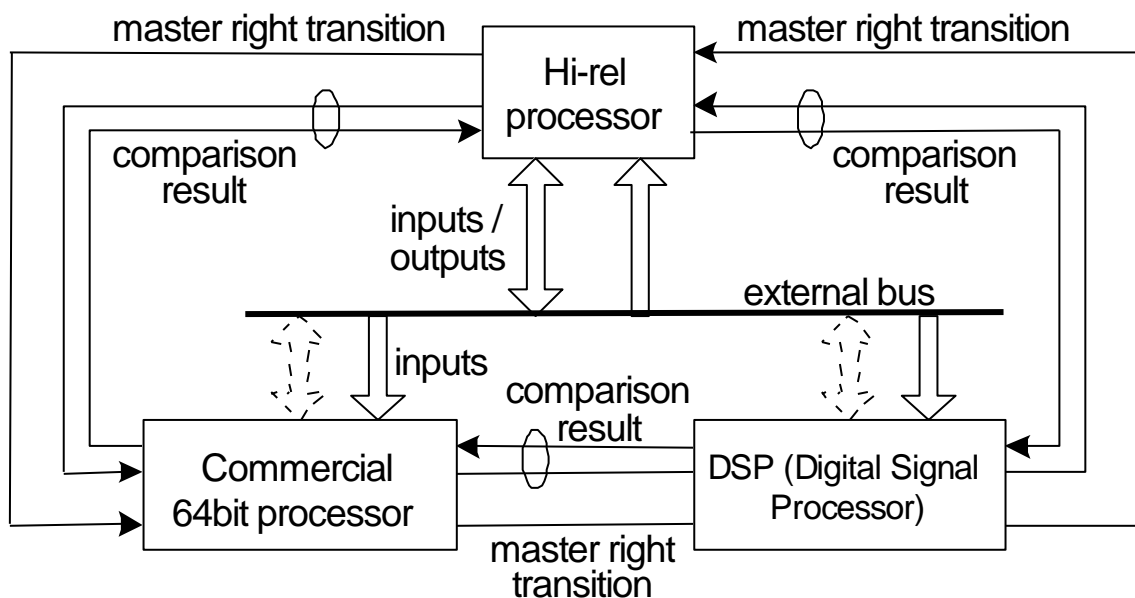 master right transition
Hi-rel
processor
master right transition
comparison
result
comparison
result
inputs /
outputs
external bus
inputs
comparison
result
Commercial
64bit processor
DSP (Digital Signal
Processor)
master right
transition